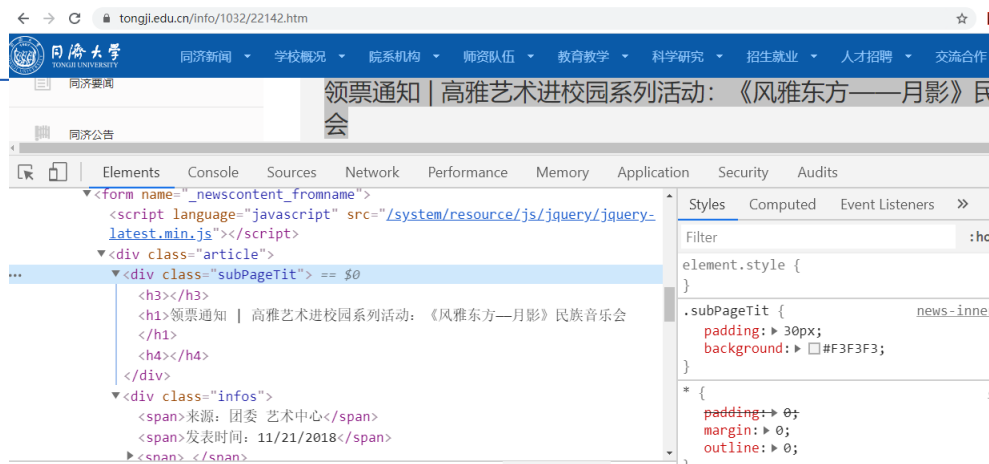 tongji.edu.cn/info/1032/22142.htm
同濟大学
TONGJI UNIVERSITY
同济新闻 学校概况 院系机构 师资队伍 教育教学 科学研究 招生就业 人才招聘 交流合作
同济要闻
同济公告
领票通知 | 高雅艺术进校园系列活动：《风雅东方——月影》民
会
Elements Console Sources Network Performance Memory Application Security Audits
<form name="_newscontent_fromname">
<script language="javascript" src="/system/resource/js/jquery/jquery-
latest.min.js"></script>
<div class="article">
<div class="subPageTit"> == $0
<h3></h3>
<h1>领票通知 | 高雅艺术进校园系列活动：《风雅东方——月影》民族音乐会
</h1>
<h4></h4>
</div>
<div class="infos">
<span>来源：团委 艺术中心</span>
<span>发表时间：11/21/2018</span>
<span> </span>
Styles Computed Event Listeners »
Filter :ho
element.style {
}
.subPageTit { news-inne
padding: 30px;
background: #F3F3F3;
}
* {
padding: 0;
margin: 0;
outline: 0;
}